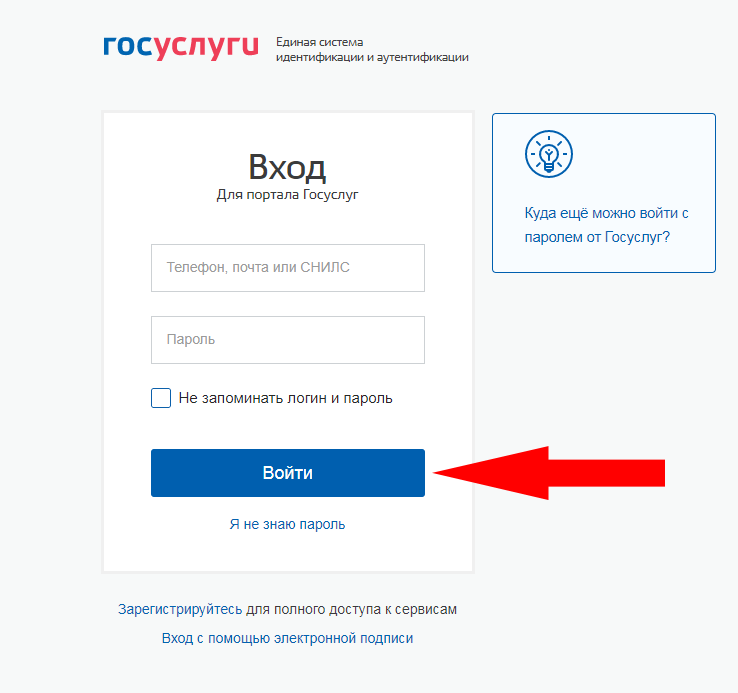 госуслуги
Единая система
идентификации и аутентификации
Вход
Для портала Госуслуг
Телефон, почта или СНИЛС
Пароль
Не запоминать логин и пароль
Войти
Я не знаю пароль
Куда ещё можно войти с
паролем от Госуслуг?
Зарегистрируйтесь для полного доступа к сервисам
Вход с помощью электронной подписи